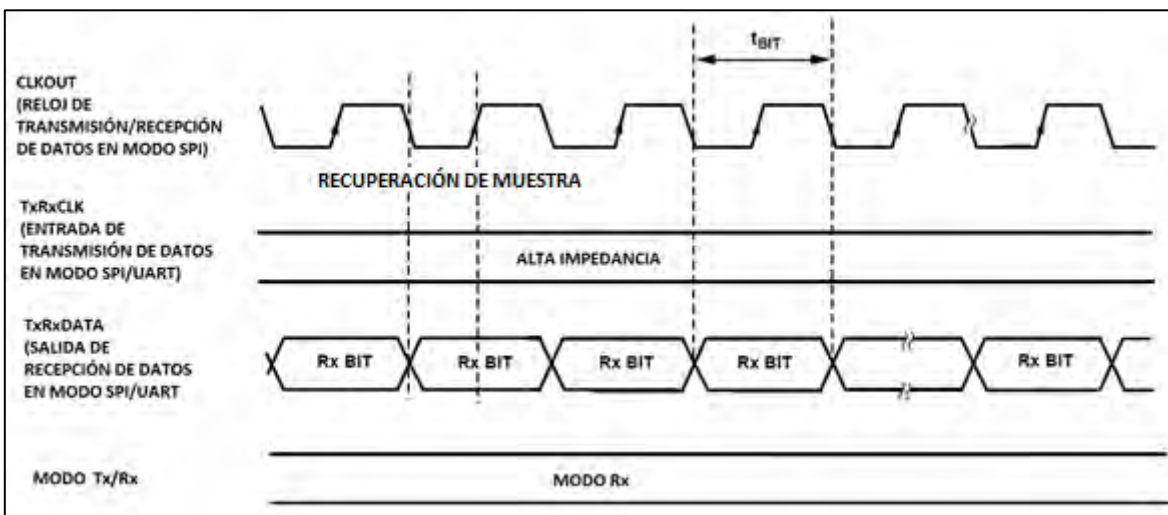 tBIT
CLKOUT
(RELOJ DE
TRANSMISIÓN/RECEPCIÓN
DE DATOS EN MODO SPI)
RECUPERACIÓN DE MUESTRA
TxRxCLK
(ENTRADA DE
TRANSMISIÓN DE DATOS
EN MODO SPI/UART)
ALTA IMPEDANCIA
TxRxDATA
(SALIDA DE
RECEPCIÓN DE DATOS
EN MODO SPI/UART
Rx BIT Rx BIT Rx BIT Rx BIT Rx BIT
MODO Tx/Rx
MODO Rx